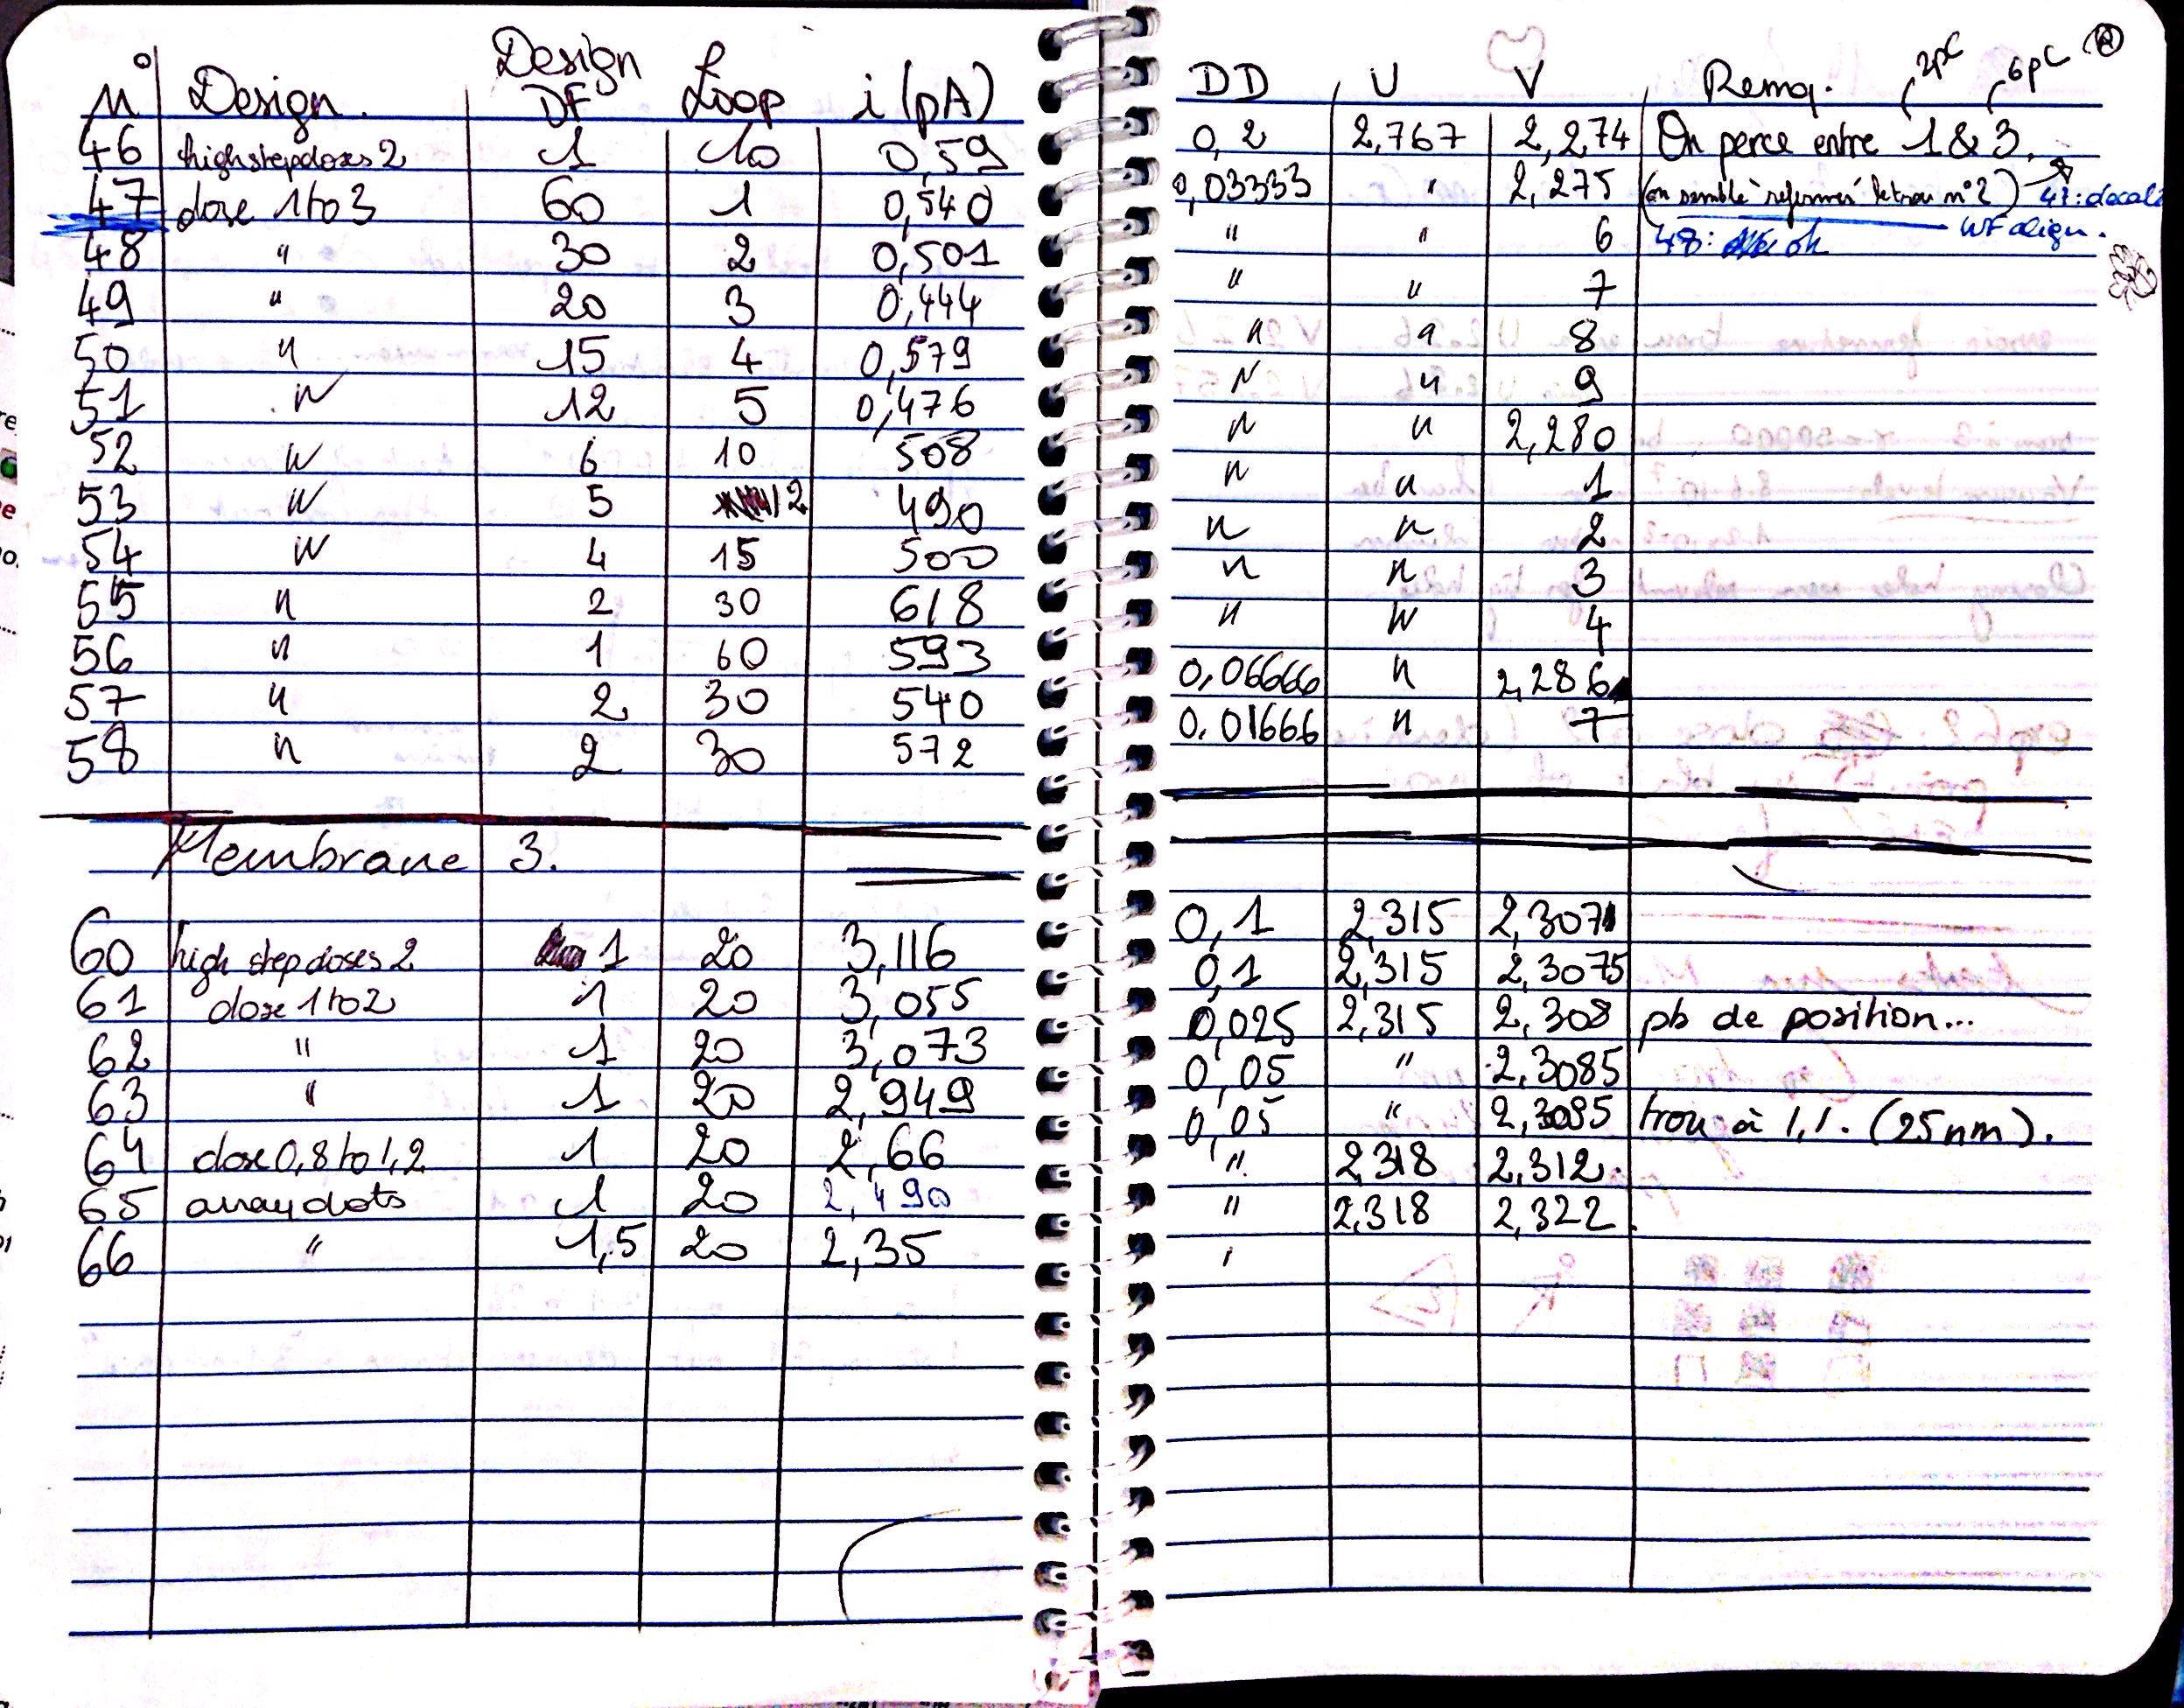 N° Design. Design DF Loop i (pA)
46 high step doses 2 1 10 0,59
47 dose 1 to 3 60 1 0,540
48 " 30 2 0,501
49 " 20 3 0,444
50 " 15 4 0,579
51 " 12 5 0,476
52 " 6 10 508
53 " 5 12 490
54 " 4 15 500
55 " 2 30 618
56 " 1 60 593
57 " 2 30 540
58 " 2 30 572
Membrane 3.
60 high step doses 2 1 20 3,116
61 dose 1 to 2 1 20 3,055
62 " 1 20 3,073
63 " 1 20 2,949
64 dose 0,8 to 1,2 1 20 2,66
65 array dots 1 20 2,490
66 " 1,5 20 2,35
DD U V Remq. 2pC 6pC
0,2 2,767 2,274 On perce entre 1 & 3.
0,03333 " 2,275 (on semble "refermer" le trou n°2) 47: decalé
" " 6 48: ok WF align.
" " 7
" " 8
" " 9
" " 2,280
" " 1
" " 2
" " 3
" " 4
0,06666 " 2,286
0,01666 " 7
0,1 2,315 2,3071
0,1 2,315 2,3075
0,025 2,315 2,308 pb de position...
0,05 " 2,3085
0,05 " 2,3085 trou à 1,1. (25nm).
" 2,318 2,312.
" 2,318 2,322.
"